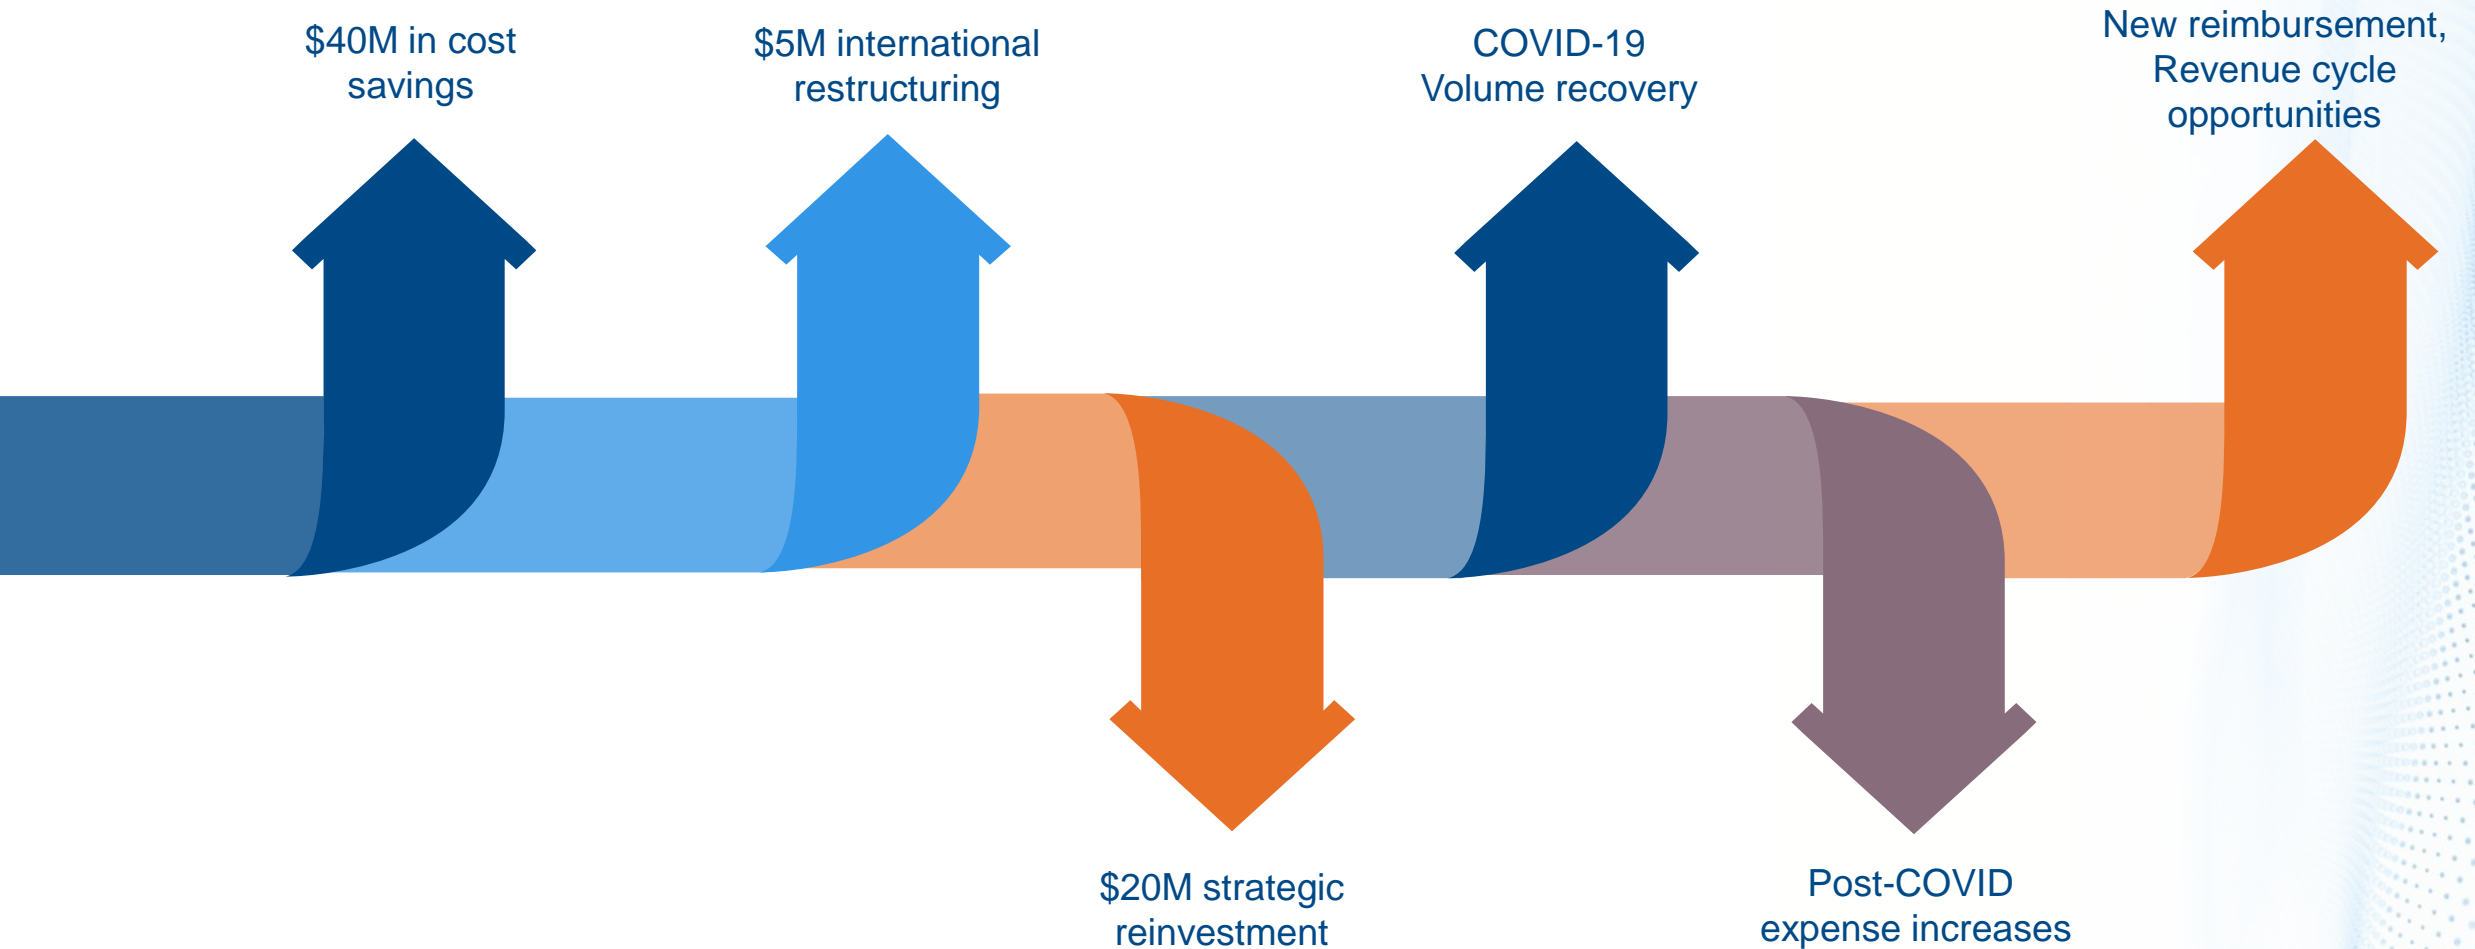 $40M in cost
savings
$5M international
restructuring
COVID-19
Volume recovery
New reimbursement,
Revenue cycle
opportunities
$20M strategic
reinvestment
Post-COVID
expense increases